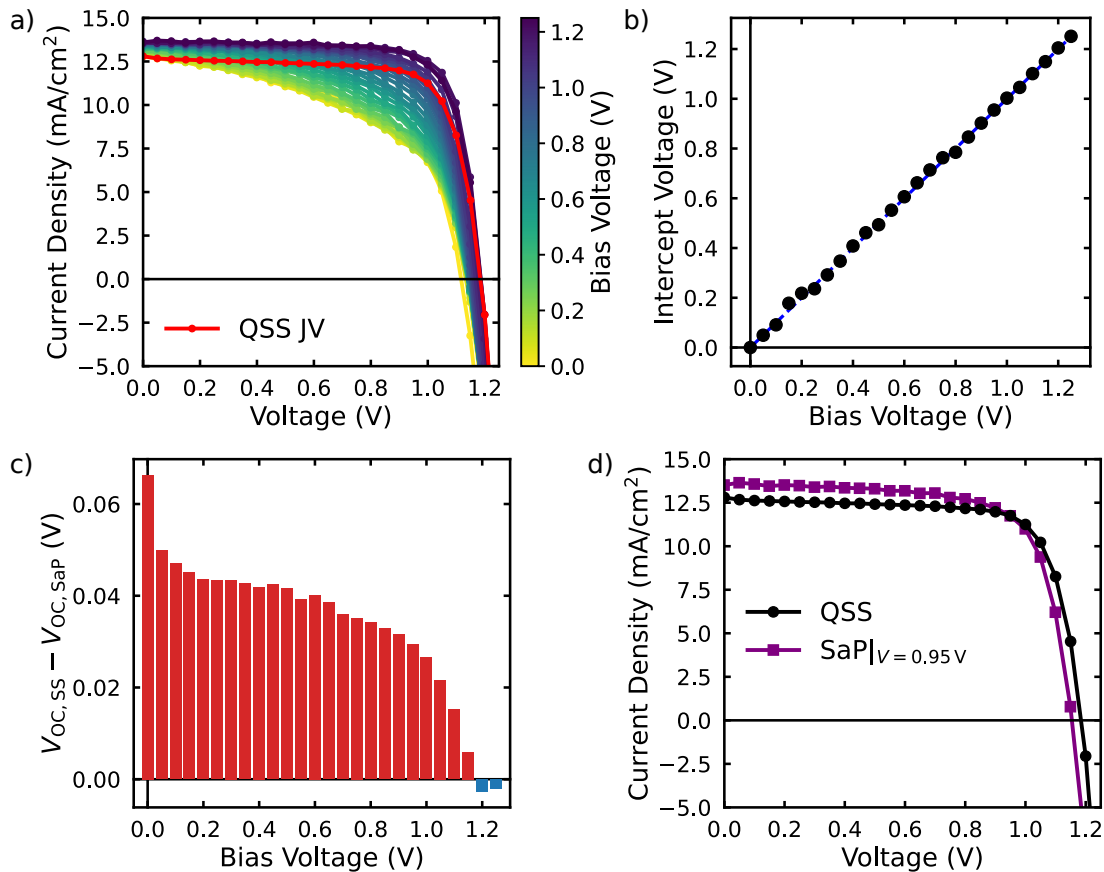 a)
15.0
12.5
10.0
7.5
5.0
2.5
0.0
−2.5
−5.0
Current Density (mA/cm²)
QSS JV
0.0 0.2 0.4 0.6 0.8 1.0 1.2
Voltage (V)
1.2
1.0
0.8
0.6
0.4
0.2
0.0
Bias Voltage (V)
b)
1.2
1.0
0.8
0.6
0.4
0.2
0.0
Intercept Voltage (V)
0.0 0.2 0.4 0.6 0.8 1.0 1.2
Bias Voltage (V)
c)
0.06
0.04
0.02
0.00
V_OC, SS − V_OC, SaP (V)
0.0 0.2 0.4 0.6 0.8 1.0 1.2
Bias Voltage (V)
d)
15.0
12.5
10.0
7.5
5.0
2.5
0.0
−2.5
−5.0
Current Density (mA/cm²)
QSS
SaP|V = 0.95 V
0.0 0.2 0.4 0.6 0.8 1.0 1.2
Voltage (V)